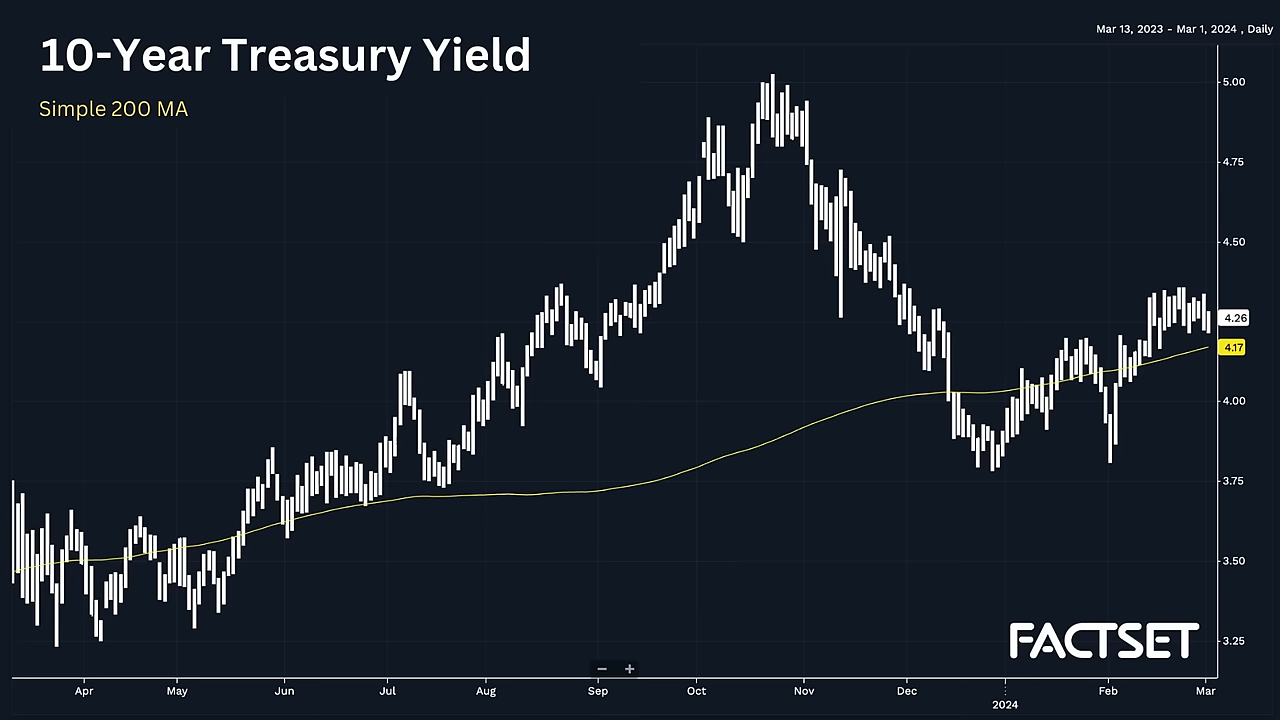 Mar 13, 2023 - Mar 1, 2024 , Daily
10-Year Treasury Yield
Simple 200 MA
5.00
4.75
4.50
4.26
4.17
4.00
3.75
3.50
3.25
FACTSET
− +
Apr May Jun Jul Aug Sep Oct Nov Dec Feb Mar
2024